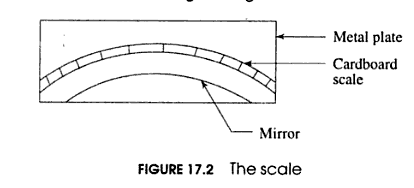 Metal plate
Cardboard
scale
Mirror
FIGURE 17.2 The scale